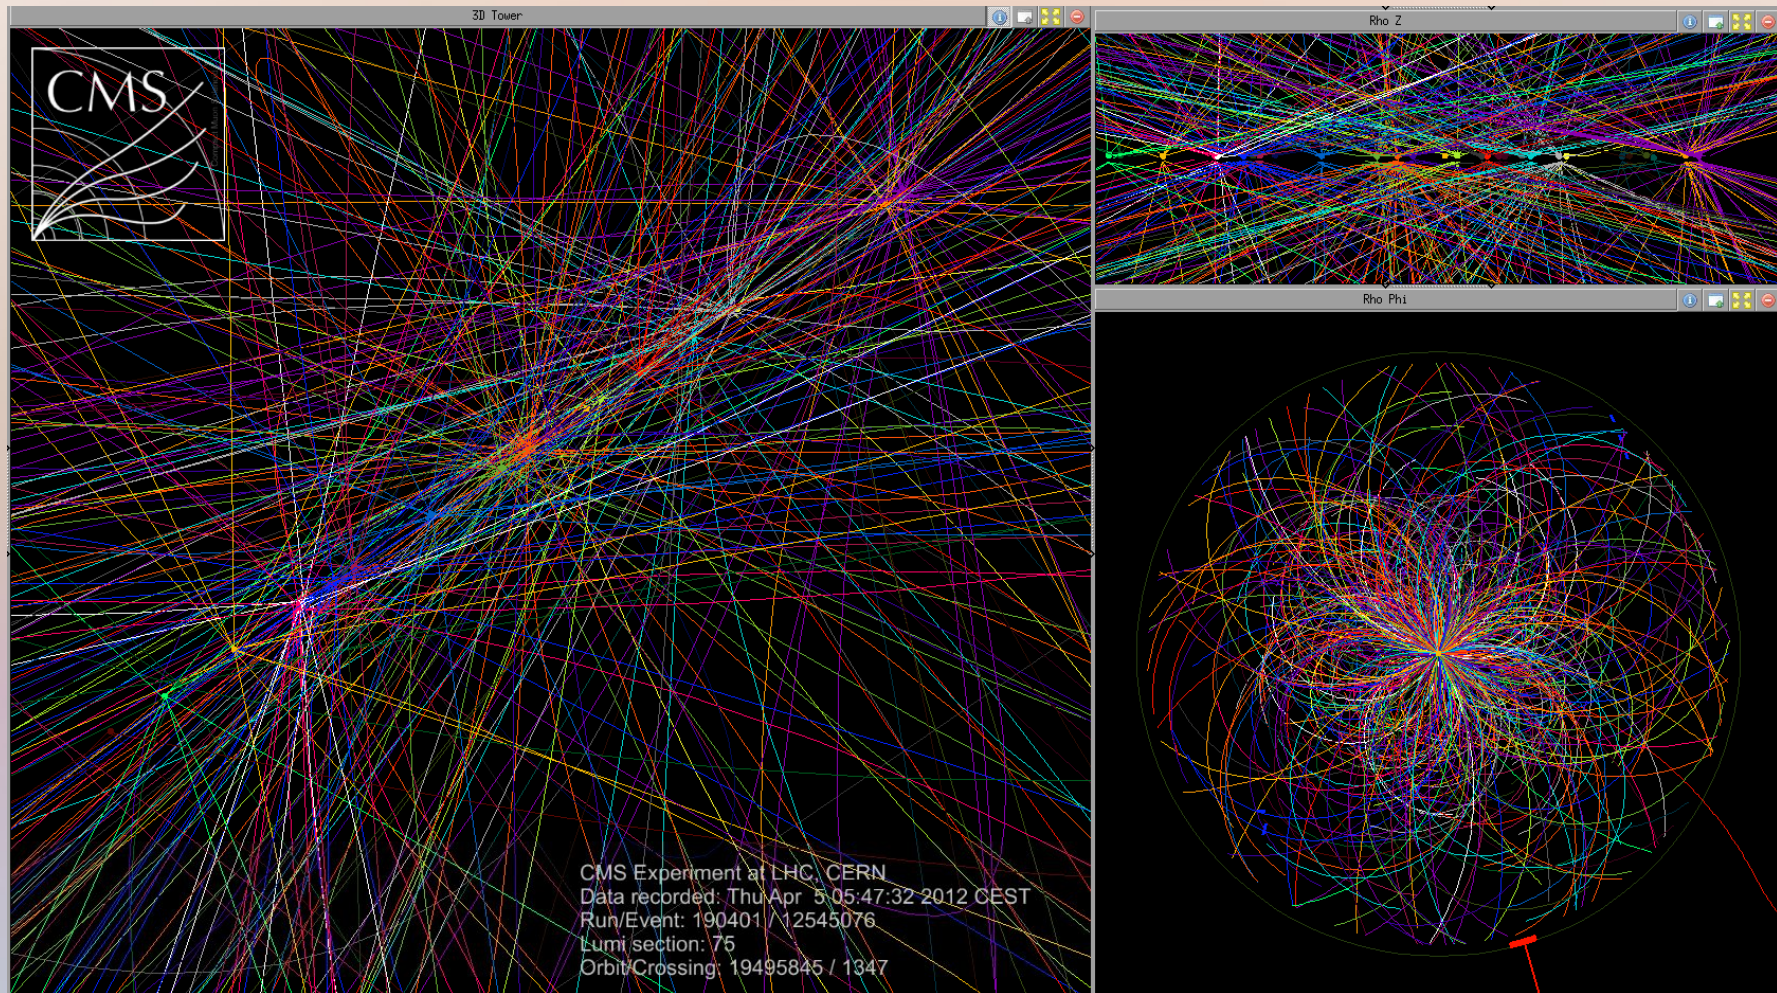 3D Tower
Rho Z
CMS
Rho Phi
CMS Experiment at LHC, CERN
Data recorded: Thu Apr 5 05:47:32 2012 CEST
Run/Event: 190401 / 12545076
Lumi section: 75
Orbit/Crossing: 19495845 / 1347